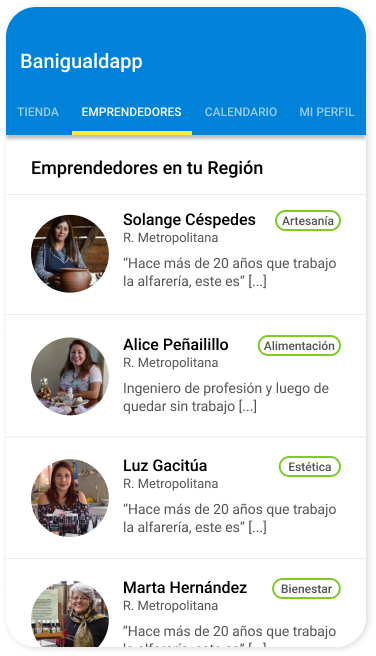 Banigualdapp
TIENDA EMPRENDEDORES CALENDARIO MI PERFIL
Emprendedores en tu Región
Solange Céspedes Artesanía
R. Metropolitana
“Hace más de 20 años que trabajo
la alfarería, este es” [...]
Alice Peñailillo Alimentación
R. Metropolitana
Ingeniero de profesión y luego de
quedar sin trabajo [...]
Luz Gacitúa Estética
R. Metropolitana
“Hace más de 20 años que trabajo
la alfarería, este es” [...]
Marta Hernández Bienestar
R. Metropolitana
“Hace más de 20 años que trabajo
la alfarería, este es” [...]